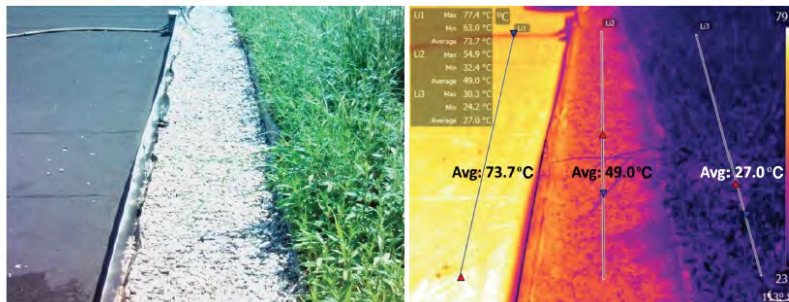 Li1 Max 77.4 °C
Min 63.0 °C
Average 73.7 °C
Li2 Max 54.9 °C
Min 32.4 °C
Average 49.0 °C
Li3 Max 30.3 °C
Min 24.2 °C
Average 27.0 °C
°C
Li1
Li2
Li3
79
Avg: 73.7°C
Avg: 49.0°C
Avg: 27.0°C
23